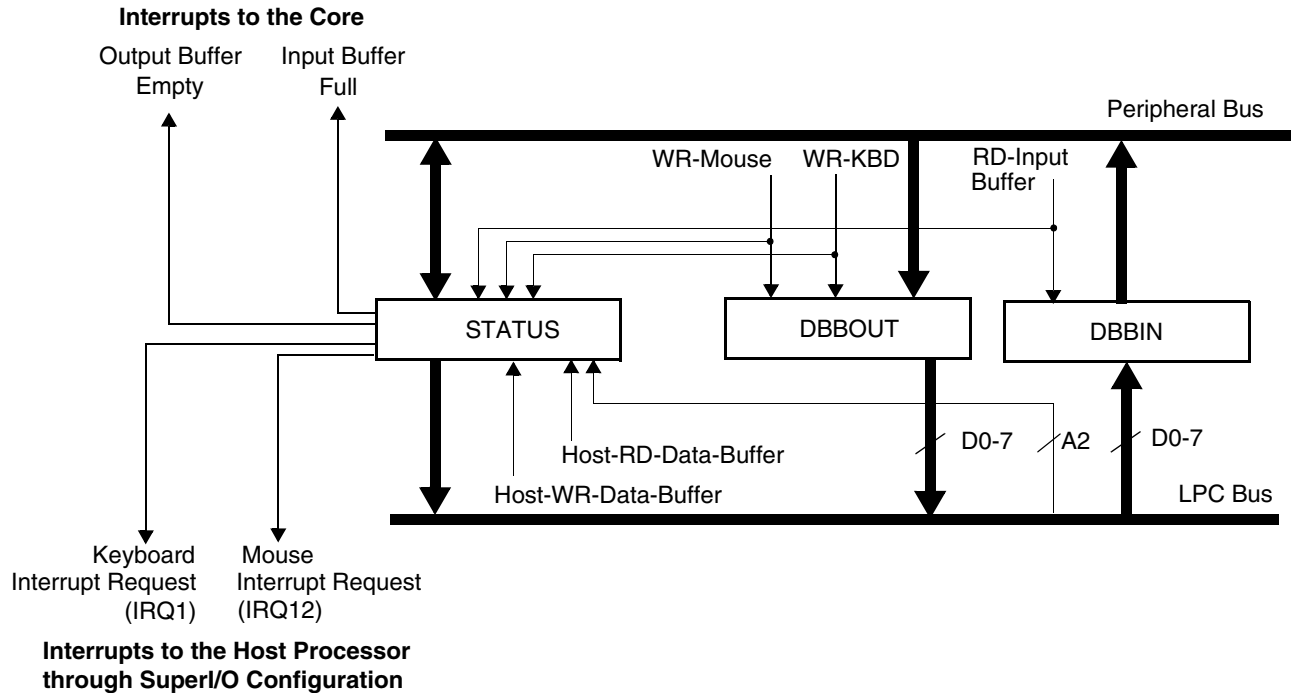 Interrupts to the Core
Output Buffer
Empty
Input Buffer
Full
Peripheral Bus
WR-Mouse
WR-KBD
RD-Input
Buffer
STATUS
DBBOUT
DBBIN
D0-7
A2
D0-7
Host-RD-Data-Buffer
Host-WR-Data-Buffer
LPC Bus
Keyboard
Interrupt Request
(IRQ1)
Mouse
Interrupt Request
(IRQ12)
Interrupts to the Host Processor
through SuperI/O Configuration